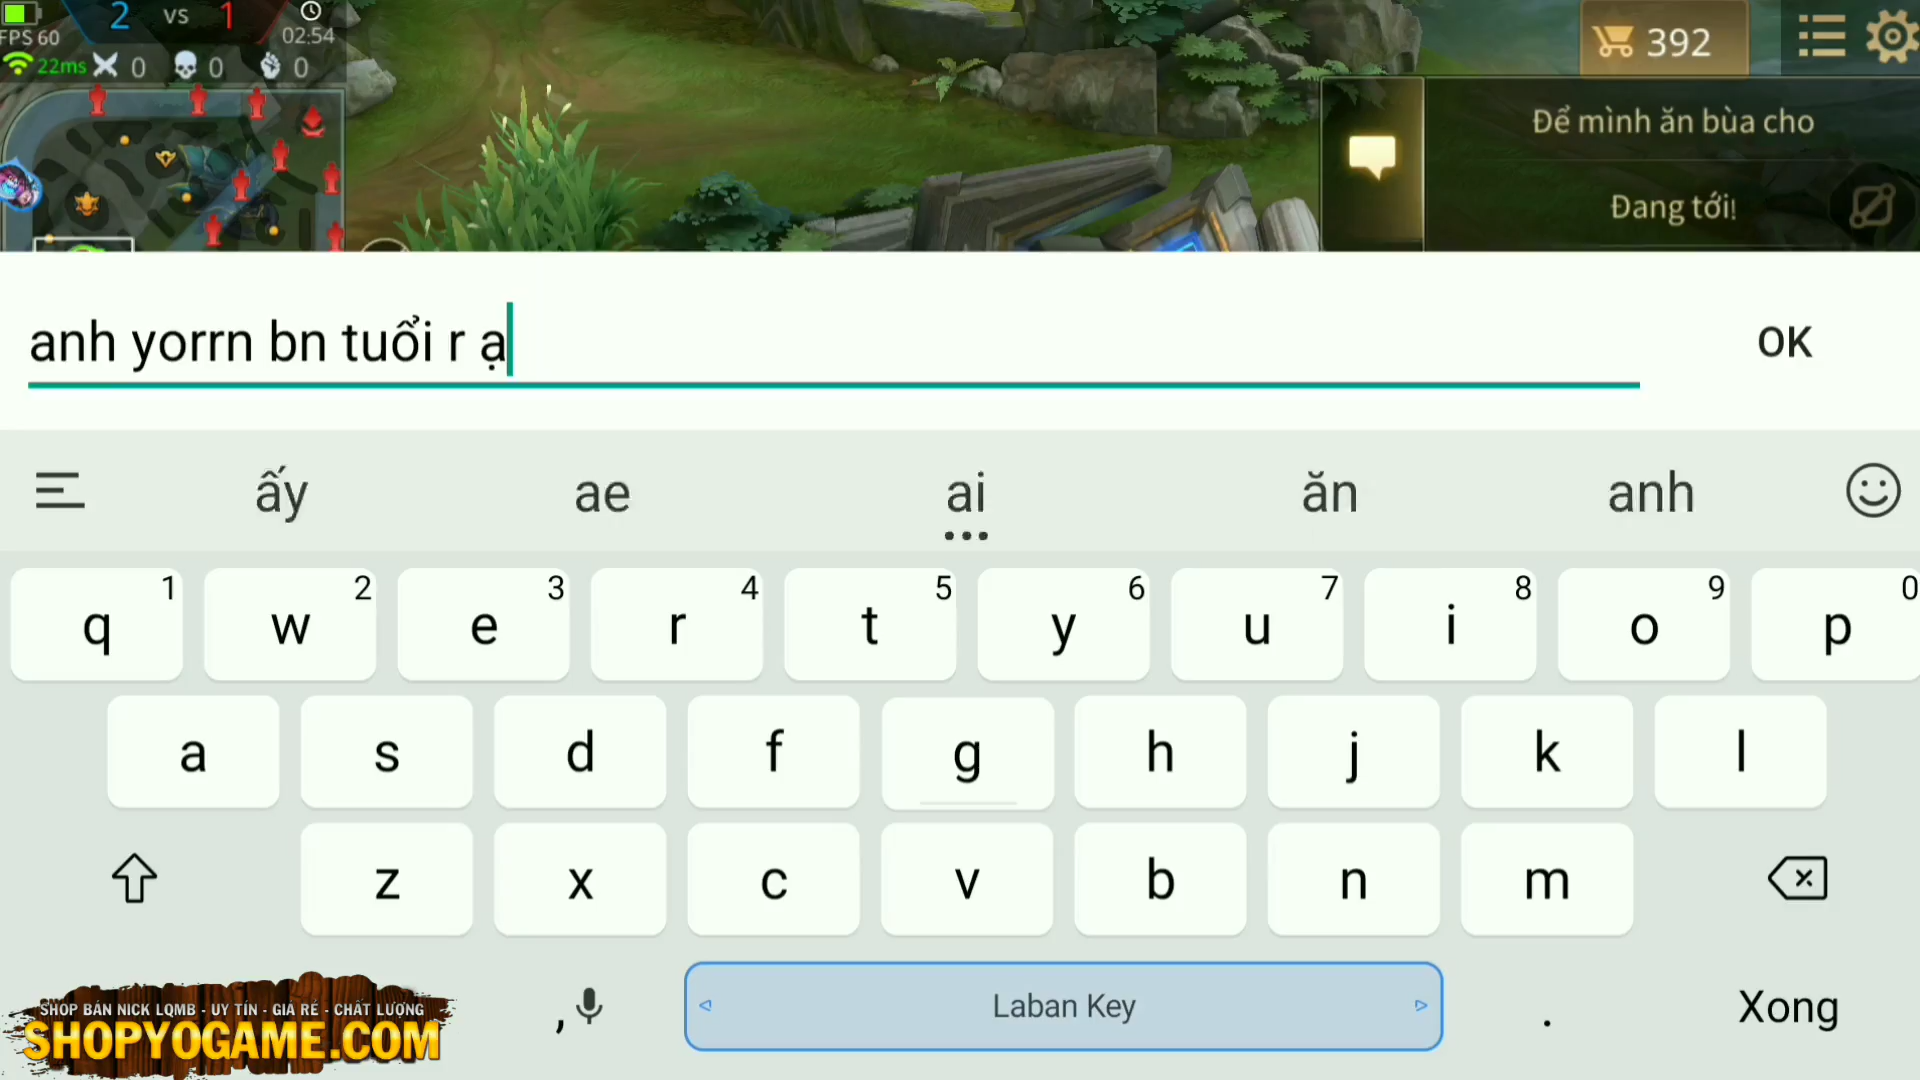 2 vs 1 02:54
FPS 60
22ms 0 0 0
392
Để mình ăn bùa cho
Đang tới!
anh yorrn bn tuổi r ạ
OK
ấy ae ai ăn anh
1 2 3 4 5 6 7 8 9 0
q w e r t y u i o p
a s d f g h j k l
z x c v b n m
, Laban Key . Xong
SHOP BÁN NICK LQMB - UY TÍN - GIÁ RẺ - CHẤT LƯỢNG
SHOPYOGAME.COM